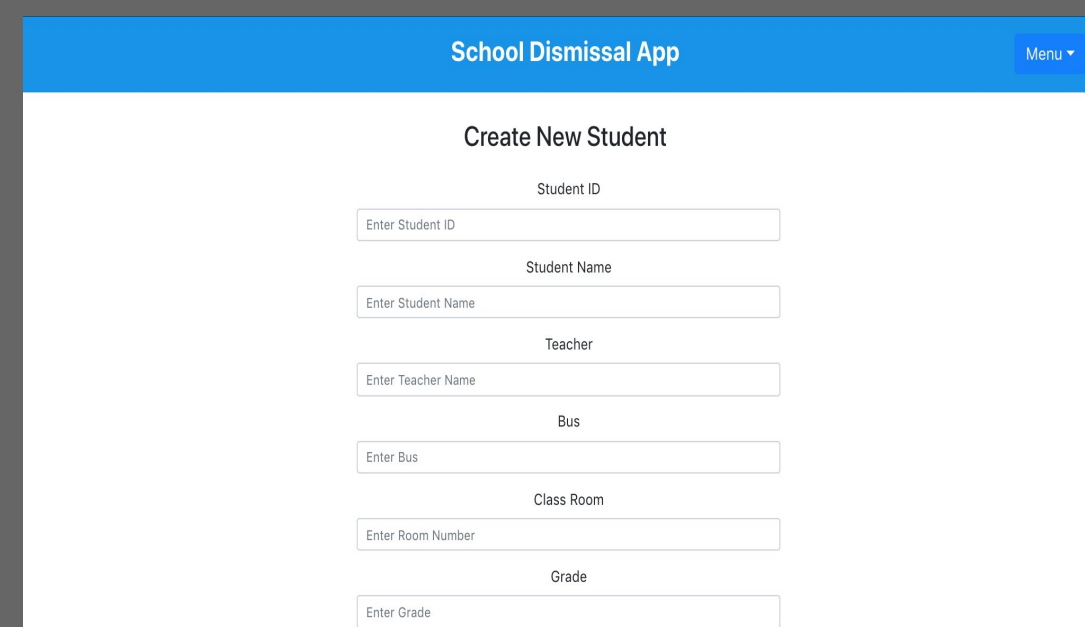 School Dismissal App
Menu
Create New Student
Student ID
Enter Student ID
Student Name
Enter Student Name
Teacher
Enter Teacher Name
Bus
Enter Bus
Class Room
Enter Room Number
Grade
Enter Grade